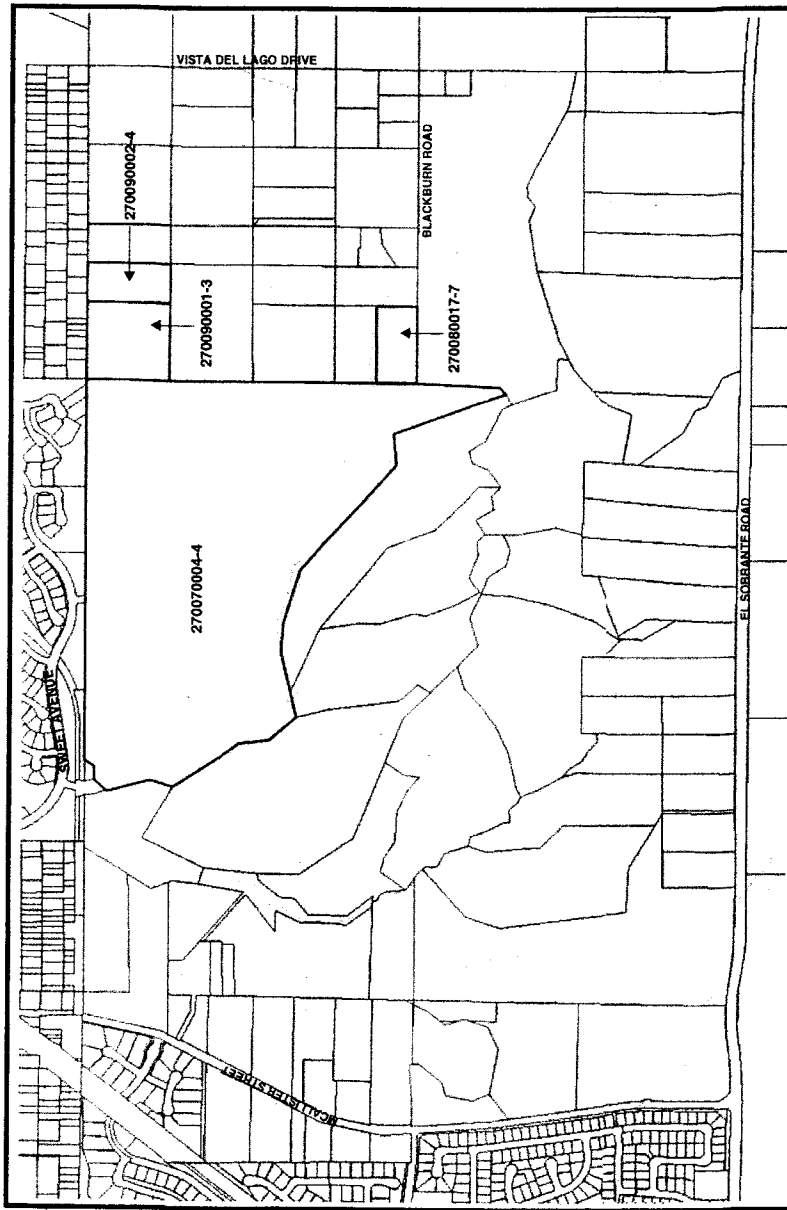 VISTA DEL LAGO DRIVE
270090002-4
270090001-3
BLACKBURN ROAD
270080017-7
270070004-4
SWEET AVENUE
EL SOBRANTE ROAD
MCALLISTER STREET